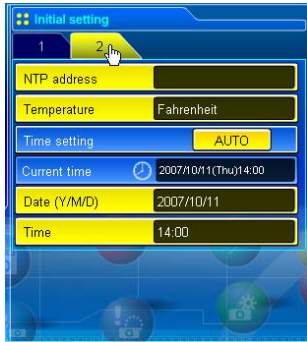 Initial setting
1 2
NTP address
Temperature Fahrenheit
Time setting AUTO
Current time 2007/10/11(Thu)14:00
Date (Y/M/D) 2007/10/11
Time 14:00